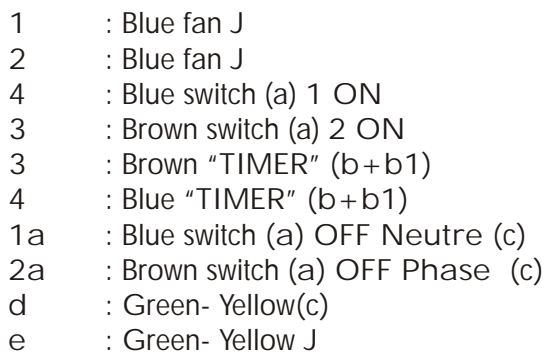 1 : Blue fan J
2 : Blue fan J
4 : Blue switch (a) 1 ON
3 : Brown switch (a) 2 ON
3 : Brown “TIMER” (b+b1)
4 : Blue “TIMER” (b+b1)
1a : Blue switch (a) OFF Neutre (c)
2a : Brown switch (a) OFF Phase (c)
d : Green- Yellow(c)
e : Green- Yellow J